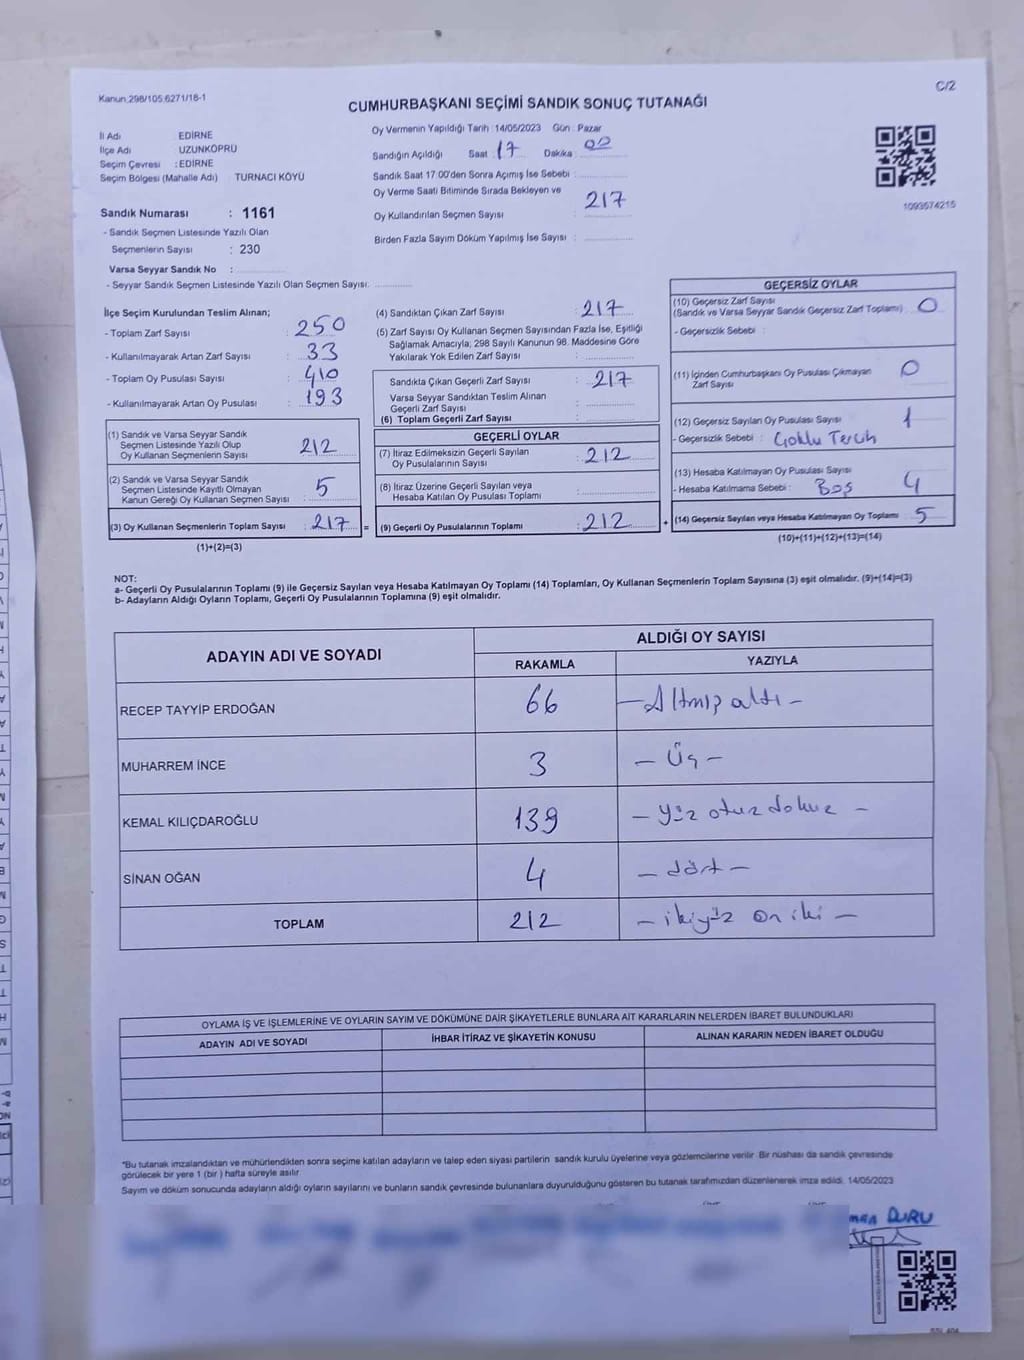 Kanun,298/105;6271/18-1
C/2
CUMHURBAŞKANI SEÇİMİ SANDIK SONUÇ TUTANAĞI
İl Adı EDİRNE
İlçe Adı UZUNKÖPRÜ
Seçim Çevresi : EDİRNE
Seçim Bölgesi (Mahalle Adı) TURNACI KÖYÜ
Sandık Numarası : 1161
- Sandık Seçmen Listesinde Yazılı Olan
Seçmenlerin Sayısı : 230
Varsa Seyyar Sandık No :
- Seyyar Sandık Seçmen Listesinde Yazılı Olan Seçmen Sayısı:
Oy Vermenin Yapıldığı Tarih :14/05/2023 Gün : Pazar
Sandığın Açıldığı Saat : 17 Dakika : 00
Sandık Saat 17:00'den Sonra Açımış İse Sebebi :
Oy Verme Saati Bitiminde Sırada Bekleyen ve
Oy Kullandırılan Seçmen Sayısı : 217
Birden Fazla Sayım Döküm Yapılmış İse Sayısı :
1093574215
İlçe Seçim Kurulundan Teslim Alınan;
- Toplam Zarf Sayısı : 250
- Kullanılmayarak Artan Zarf Sayısı : 33
- Toplam Oy Pusulası Sayısı : 410
- Kullanılmayarak Artan Oy Pusulası : 193
(1) Sandık ve Varsa Seyyar Sandık
Seçmen Listesinde Yazılı Olup
Oy Kullanan Seçmenlerin Sayısı : 212
(2) Sandık ve Varsa Seyyar Sandık
Seçmen Listesinde Kayıtlı Olmayan
Kanun Gereği Oy Kullanan Seçmen Sayısı : 5
(3) Oy Kullanan Seçmenlerin Toplam Sayısı : 217 =
(1)+(2)=(3)
(4) Sandıktan Çıkan Zarf Sayısı : 217
(5) Zarf Sayısı Oy Kullanan Seçmen Sayısından Fazla İse, Eşitliği
Sağlamak Amacıyla; 298 Sayılı Kanunun 98. Maddesine Göre
Yakılarak Yok Edilen Zarf Sayısı :
Sandıkta Çıkan Geçerli Zarf Sayısı : 217
Varsa Seyyar Sandıktan Teslim Alınan
Geçerli Zarf Sayısı :
(6) Toplam Geçerli Zarf Sayısı :
GEÇERLİ OYLAR
(7) İtiraz Edilmeksizin Geçerli Sayılan
Oy Pusulalarının Sayısı : 212
(8) İtiraz Üzerine Geçerli Sayılan veya
Hesaba Katılan Oy Pusulası Toplamı :
(9) Geçerli Oy Pusulalarının Toplamı : 212 +
GEÇERSİZ OYLAR
(10) Geçersiz Zarf Sayısı
(Sandık ve Varsa Seyyar Sandık Geçersiz Zarf Toplamı) : 0
- Geçersizlik Sebebi :
(11) İçinden Cumhurbaşkanı Oy Pusulası Çıkmayan
Zarf Sayısı : 0
(12) Geçersiz Sayılan Oy Pusulası Sayısı : 1
- Geçersizlik Sebebi : Çoklu Tercih
(13) Hesaba Katılmayan Oy Pusulası Sayısı
- Hesaba Katılmama Sebebi : Boş 4
(14) Geçersiz Sayılan veya Hesaba Katılmayan Oy Toplamı : 5
(10)+(11)+(12)+(13)=(14)
NOT:
a- Geçerli Oy Pusulalarının Toplamı (9) ile Geçersiz Sayılan veya Hesaba Katılmayan Oy Toplamı (14) Toplamları, Oy Kullanan Seçmenlerin Toplam Sayısına (3) eşit olmalıdır. (9)+(14)=(3)
b- Adayların Aldığı Oyların Toplamı, Geçerli Oy Pusulalarının Toplamına (9) eşit olmalıdır.
ADAYIN ADI VE SOYADI ALDIĞI OY SAYISI
RAKAMLA YAZIYLA
RECEP TAYYİP ERDOĞAN 66 - Altmış altı -
MUHARREM İNCE 3 - Üç -
KEMAL KILIÇDAROĞLU 139 - Yüz otuz dokuz -
SİNAN OĞAN 4 - dört -
TOPLAM 212 - ikiyüz on iki -
OYLAMA İŞ VE İŞLEMLERİNE VE OYLARIN SAYIM VE DÖKÜMÜNE DAİR ŞİKAYETLERLE BUNLARA AİT KARARLARIN NELERDEN İBARET BULUNDUKLARI
ADAYIN ADI VE SOYADI İHBAR İTİRAZ VE ŞİKAYETİN KONUSU ALINAN KARARIN NEDEN İBARET OLDUĞU
*Bu tutanak imzalandıktan ve mühürlendikten sonra seçime katılan adayların ve talep eden siyasi partilerin sandık kurulu üyelerine veya gözlemcilerine verilir. Bir nüshası da sandık çevresinde
görülecek bir yere 1 (bir ) hafta süreyle asılır
Sayım ve döküm sonucunda adayların aldığı oyların sayılarını ve bunların sandık çevresinde bulunanlara duyurulduğunu gösteren bu tutanak tarafımızdan düzenlenerek imza edildi. 14/05/2023
DURU